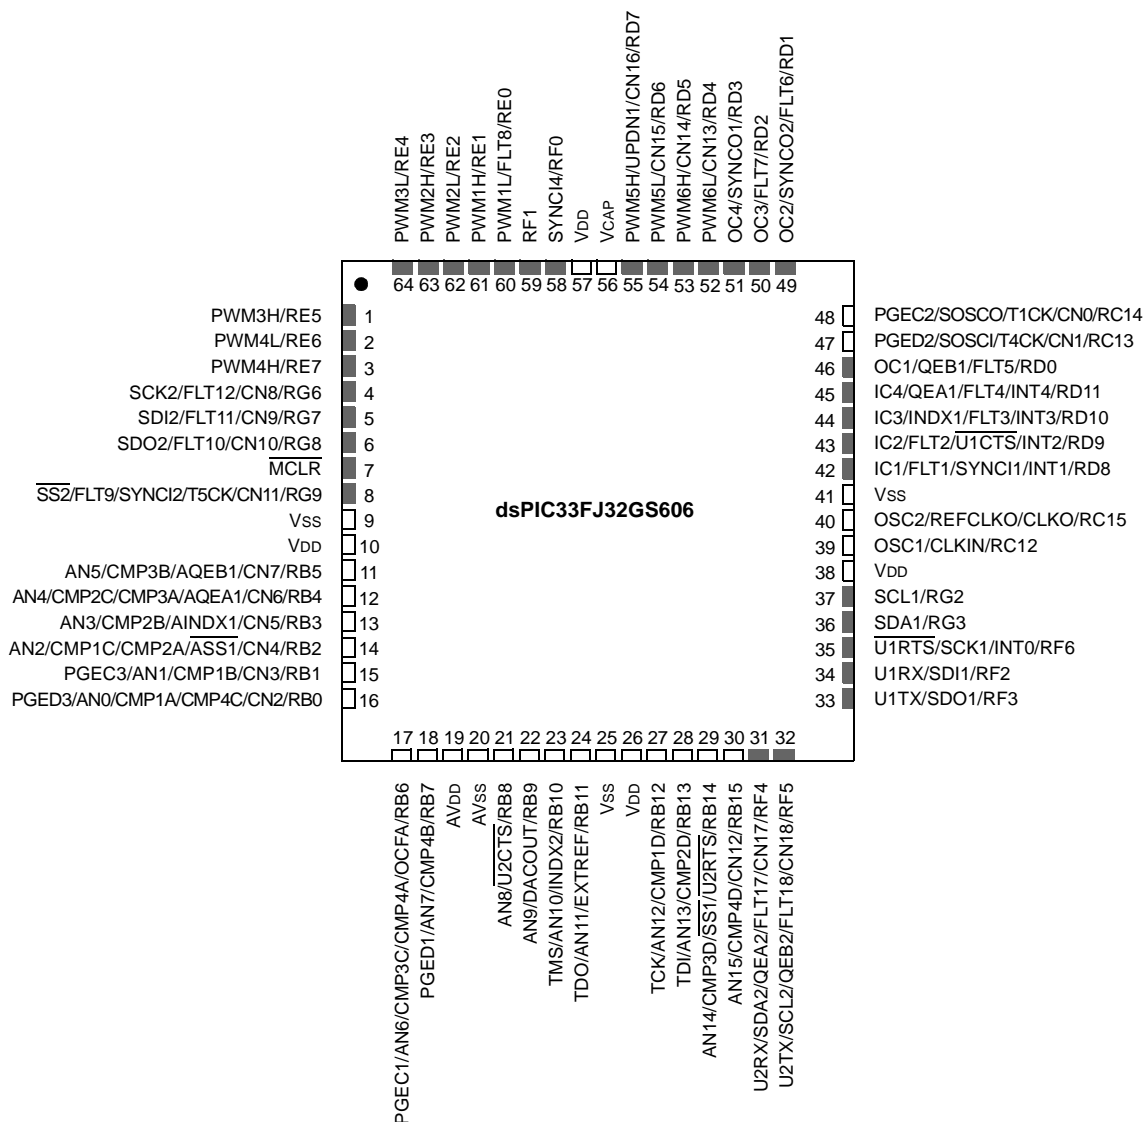 PWM3L/RE4
PWM2H/RE3
PWM2L/RE2
PWM1H/RE1
PWM1L/FLT8/RE0
RF1
SYNCI4/RF0
VDD
VCAP
PWM5H/UPDN1/CN16/RD7
PWM5L/CN15/RD6
PWM6H/CN14/RD5
PWM6L/CN13/RD4
OC4/SYNCO1/RD3
OC3/FLT7/RD2
OC2/SYNCO2/FLT6/RD1
64 63 62 61 60 59 58 57 56 55 54 53 52 51 50 49
PWM3H/RE5 1
PWM4L/RE6 2
PWM4H/RE7 3
SCK2/FLT12/CN8/RG6 4
SDI2/FLT11/CN9/RG7 5
SDO2/FLT10/CN10/RG8 6
MCLR 7
SS2/FLT9/SYNCI2/T5CK/CN11/RG9 8
VSS 9
VDD 10
AN5/CMP3B/AQEB1/CN7/RB5 11
AN4/CMP2C/CMP3A/AQEA1/CN6/RB4 12
AN3/CMP2B/AINDX1/CN5/RB3 13
AN2/CMP1C/CMP2A/ASS1/CN4/RB2 14
PGEC3/AN1/CMP1B/CN3/RB1 15
PGED3/AN0/CMP1A/CMP4C/CN2/RB0 16
dsPIC33FJ32GS606
48 PGEC2/SOSCO/T1CK/CN0/RC14
47 PGED2/SOSCI/T4CK/CN1/RC13
46 OC1/QEB1/FLT5/RD0
45 IC4/QEA1/FLT4/INT4/RD11
44 IC3/INDX1/FLT3/INT3/RD10
43 IC2/FLT2/U1CTS/INT2/RD9
42 IC1/FLT1/SYNCI1/INT1/RD8
41 VSS
40 OSC2/REFCLKO/CLKO/RC15
39 OSC1/CLKIN/RC12
38 VDD
37 SCL1/RG2
36 SDA1/RG3
35 U1RTS/SCK1/INT0/RF6
34 U1RX/SDI1/RF2
33 U1TX/SDO1/RF3
17 18 19 20 21 22 23 24 25 26 27 28 29 30 31 32
PGEC1/AN6/CMP3C/CMP4A/OCFA/RB6
PGED1/AN7/CMP4B/RB7
AVDD
AVSS
AN8/U2CTS/RB8
AN9/DACOUT/RB9
TMS/AN10/INDX2/RB10
TDO/AN11/EXTREF/RB11
VSS
VDD
TCK/AN12/CMP1D/RB12
TDI/AN13/CMP2D/RB13
AN14/CMP3D/SS1/U2RTS/RB14
AN15/CMP4D/CN12/RB15
U2RX/SDA2/QEA2/FLT17/CN17/RF4
U2TX/SCL2/QEB2/FLT18/CN18/RF5